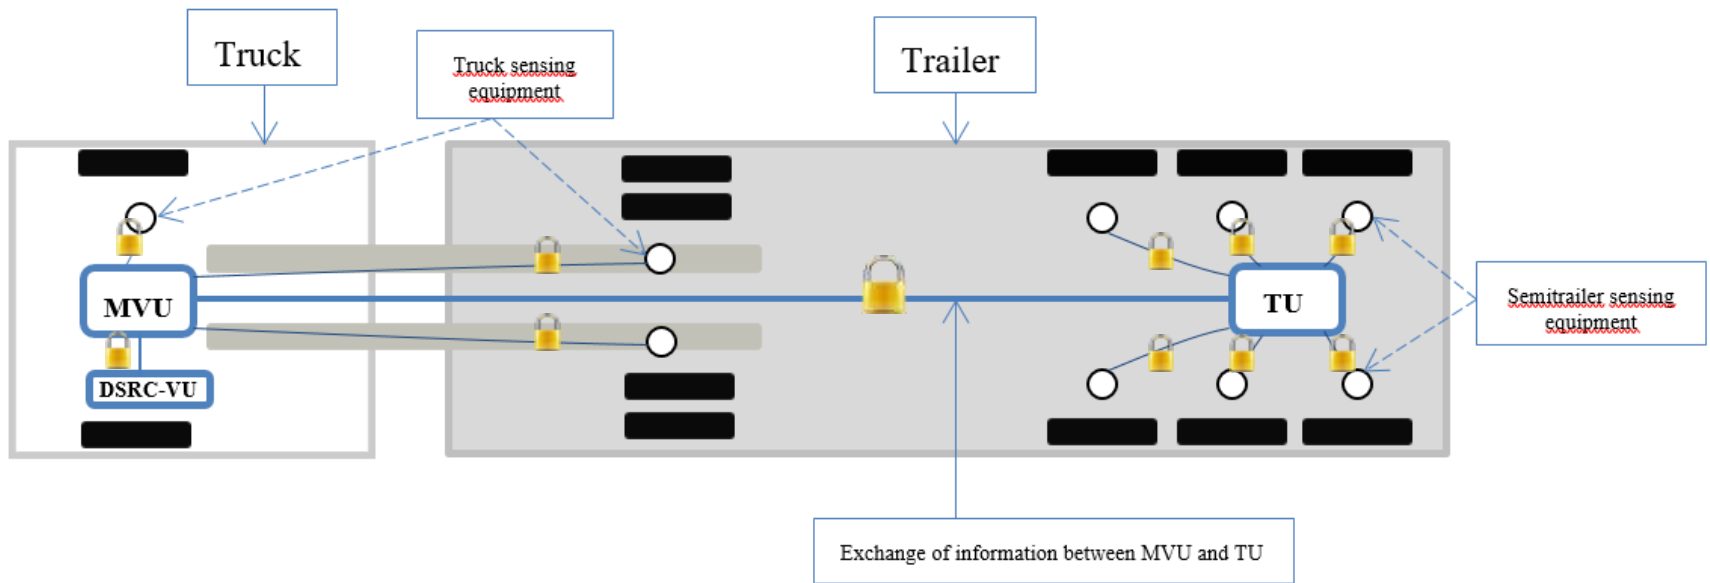 Truck
Truck sensing
equipment
Trailer
MVU
DSRC-VU
TU
Semitrailer sensing
equipment
Exchange of information between MVU and TU